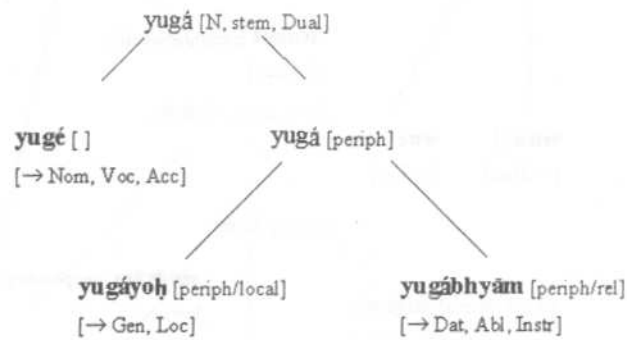 yugá [N, stem, Dual]
yugé [ ]
[→ Nom, Voc, Acc]
yugá [periph]
yugáyoḥ [periph/local]
[→ Gen, Loc]
yugábhyām [periph/rel]
[→ Dat, Abl, Instr]